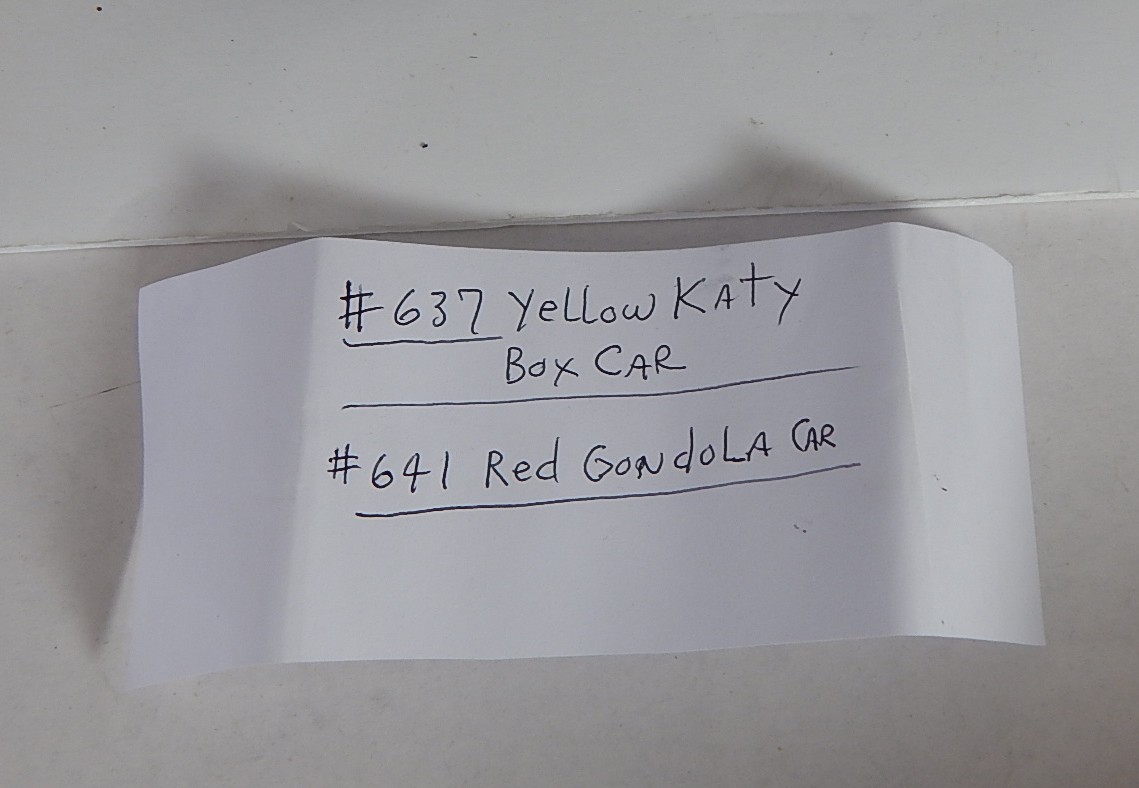 #637 Yellow KATy
Box CAR
#641 Red GoNdoLA CAR